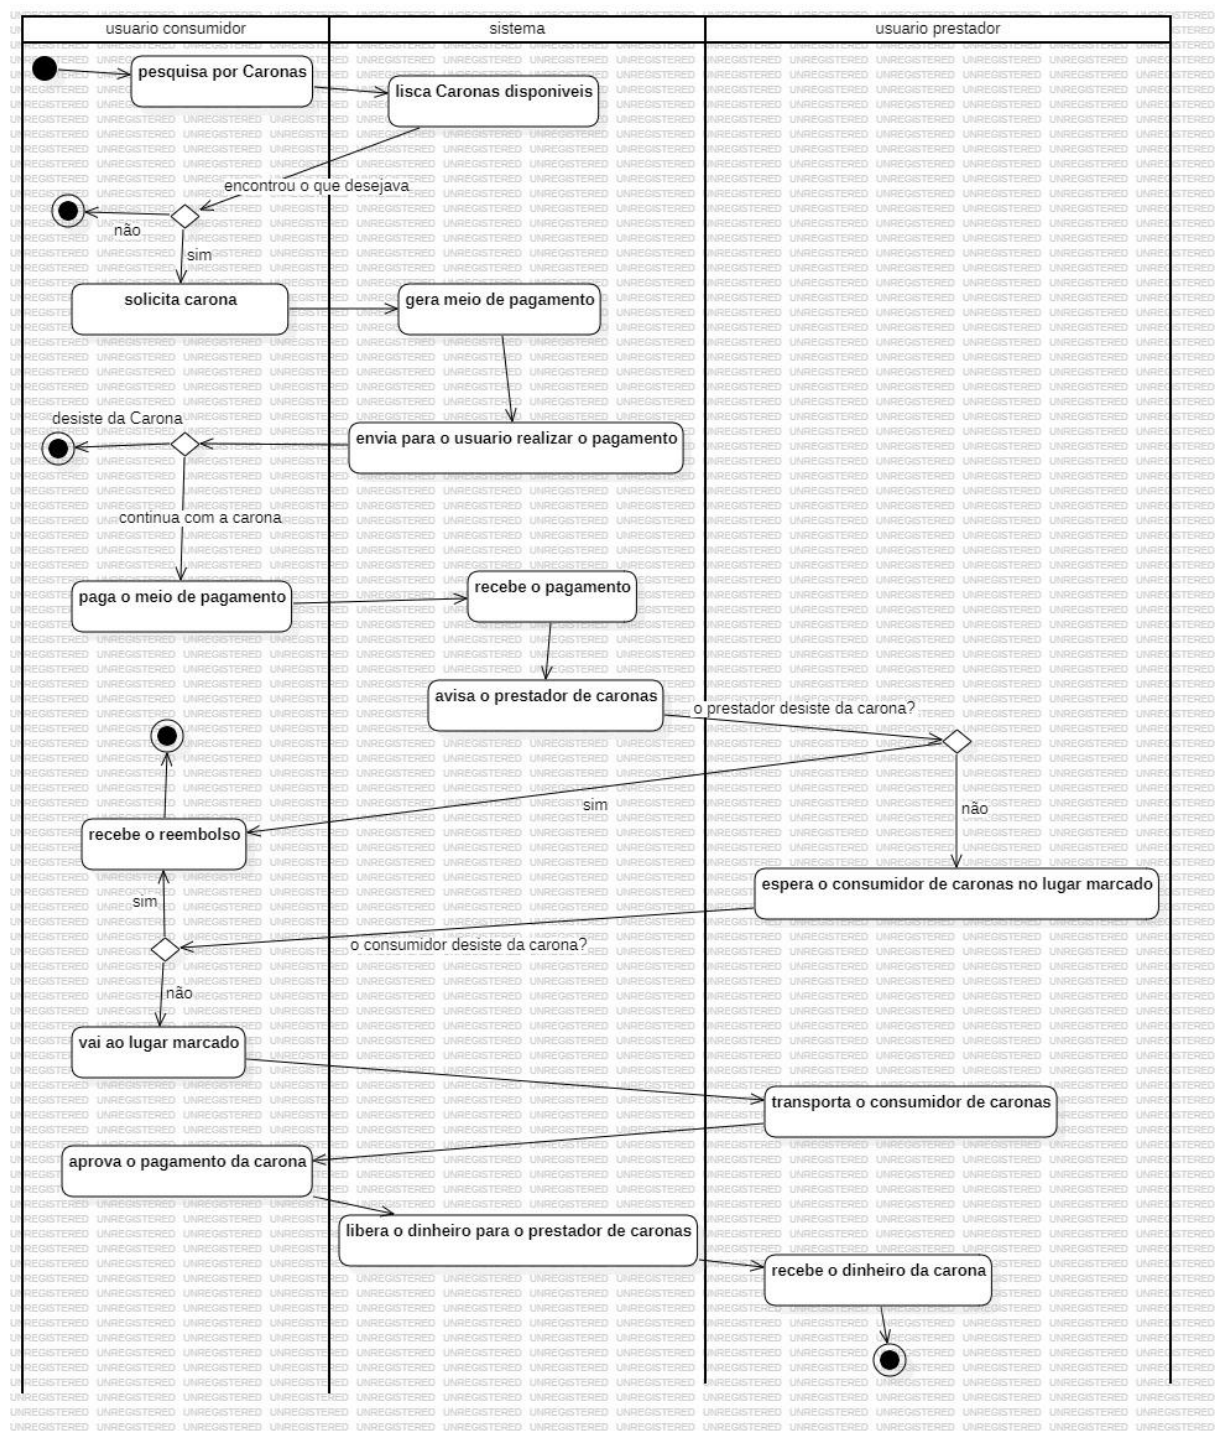 usuario consumidor
sistema
usuario prestador
pesquisa por Caronas
lisca Caronas disponiveis
encontrou o que desejava
não
sim
solicita carona
gera meio de pagamento
desiste da Carona
envia para o usuario realizar o pagamento
continua com a carona
paga o meio de pagamento
recebe o pagamento
avisa o prestador de caronas
o prestador desiste da carona?
sim
não
recebe o reembolso
espera o consumidor de caronas no lugar marcado
sim
o consumidor desiste da carona?
não
vai ao lugar marcado
transporta o consumidor de caronas
aprova o pagamento da carona
libera o dinheiro para o prestador de caronas
recebe o dinheiro da carona
UNREGISTERED